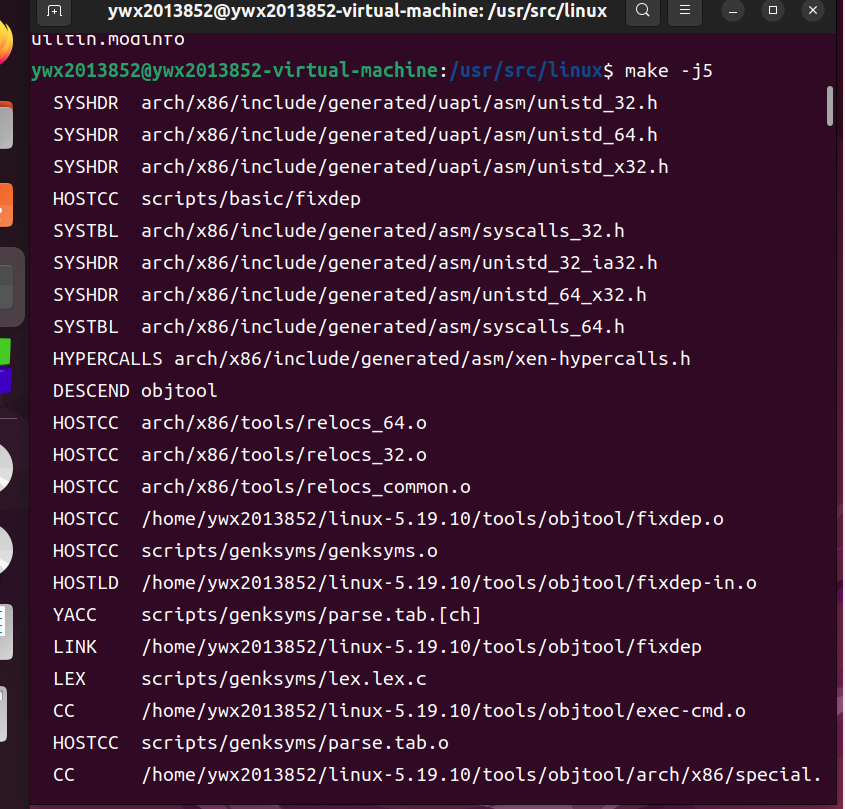 ywx2013852@ywx2013852-virtual-machine: /usr/src/linux
uiltin.modinfo
ywx2013852@ywx2013852-virtual-machine:/usr/src/linux$ make -j5
SYSHDR  arch/x86/include/generated/uapi/asm/unistd_32.h
SYSHDR  arch/x86/include/generated/uapi/asm/unistd_64.h
SYSHDR  arch/x86/include/generated/uapi/asm/unistd_x32.h
HOSTCC  scripts/basic/fixdep
SYSTBL  arch/x86/include/generated/asm/syscalls_32.h
SYSHDR  arch/x86/include/generated/asm/unistd_32_ia32.h
SYSHDR  arch/x86/include/generated/asm/unistd_64_x32.h
SYSTBL  arch/x86/include/generated/asm/syscalls_64.h
HYPERCALLS arch/x86/include/generated/asm/xen-hypercalls.h
DESCEND objtool
HOSTCC  arch/x86/tools/relocs_64.o
HOSTCC  arch/x86/tools/relocs_32.o
HOSTCC  arch/x86/tools/relocs_common.o
HOSTCC  /home/ywx2013852/linux-5.19.10/tools/objtool/fixdep.o
HOSTCC  scripts/genksyms/genksyms.o
HOSTLD  /home/ywx2013852/linux-5.19.10/tools/objtool/fixdep-in.o
YACC    scripts/genksyms/parse.tab.[ch]
LINK    /home/ywx2013852/linux-5.19.10/tools/objtool/fixdep
LEX     scripts/genksyms/lex.lex.c
CC      /home/ywx2013852/linux-5.19.10/tools/objtool/exec-cmd.o
HOSTCC  scripts/genksyms/parse.tab.o
CC      /home/ywx2013852/linux-5.19.10/tools/objtool/arch/x86/special.